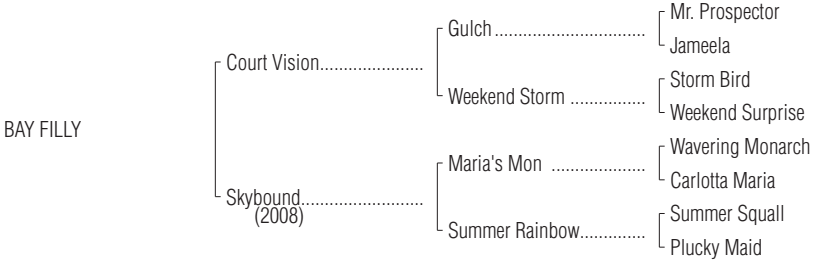 Mr. Prospector
Gulch ................................
Jameela
Court Vision......................
Storm Bird
Weekend Storm ................
Weekend Surprise
BAY FILLY
Wavering Monarch
Maria's Mon ....................
Carlotta Maria
Skybound..........................
(2008)
Summer Squall
Summer Rainbow..............
Plucky Maid